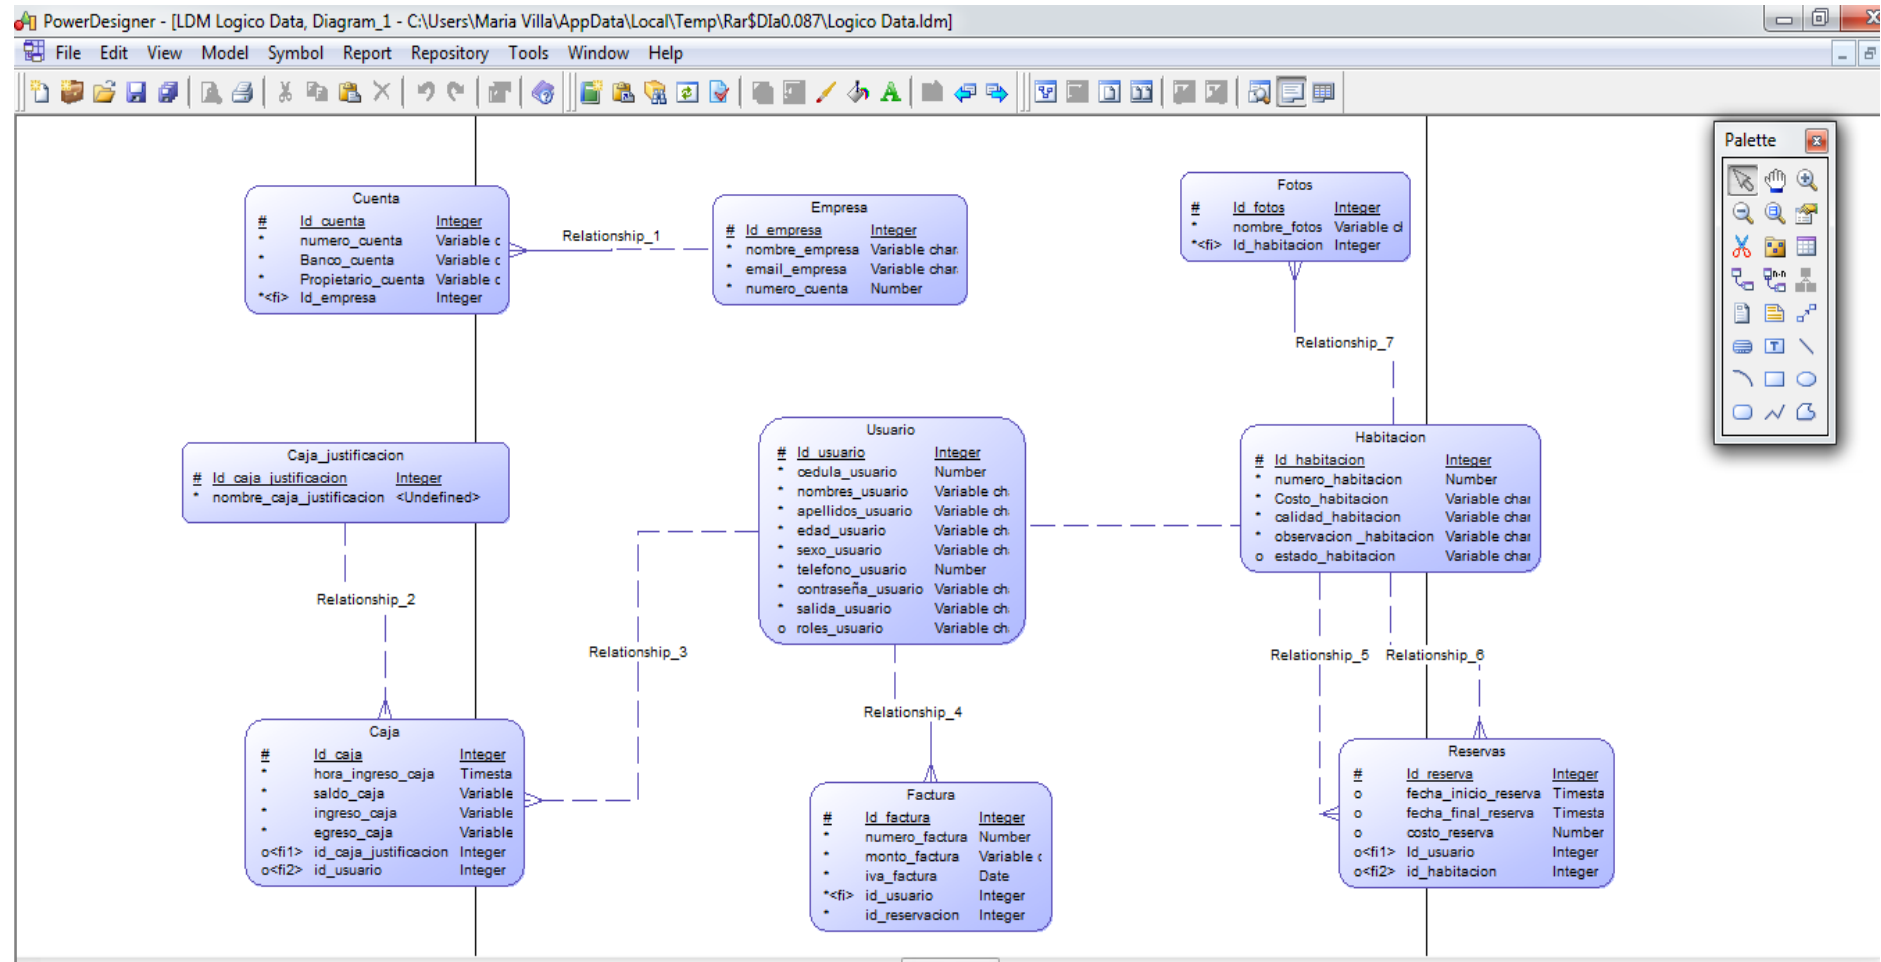 PowerDesigner - [LDM Logico Data, Diagram_1 - C:\Users\Maria Villa\AppData\Local\Temp\Rar$DIa0.087\Logico Data.ldm]
File Edit View Model Symbol Report Repository Tools Window Help
Palette
Cuenta
# Id_cuenta Integer
* numero_cuenta Variable c
* Banco_cuenta Variable c
* Propietario_cuenta Variable c
*<fi> Id_empresa Integer
Relationship_1
Empresa
# Id_empresa Integer
* nombre_empresa Variable char
* email_empresa Variable char
* numero_cuenta Number
Fotos
# Id_fotos Integer
* nombre_fotos Variable cl
*<fi> Id_habitacion Integer
Relationship_7
Caja_justificacion
# Id_caja_justificacion Integer
* nombre_caja_justificacion <Undefined>
Relationship_2
Usuario
# Id_usuario Integer
* cedula_usuario Number
* nombres_usuario Variable ch
* apellidos_usuario Variable ch
* edad_usuario Variable ch
* sexo_usuario Variable ch
* telefono_usuario Number
* contraseña_usuario Variable ch
* salida_usuario Variable ch
o roles_usuario Variable ch
Habitacion
# Id_habitacion Integer
* numero_habitacion Number
* Costo_habitacion Variable char
* calidad_habitacion Variable char
* observacion _habitacion Variable char
o estado_habitacion Variable char
Relationship_3
Relationship_4
Relationship_5 Relationship_6
Caja
# Id_caja Integer
* hora_ingreso_caja Timesta
* saldo_caja Variable
* ingreso_caja Variable
* egreso_caja Variable
o<fi1> id_caja_justificacion Integer
o<fi2> id_usuario Integer
Factura
# Id_factura Integer
* numero_factura Number
* monto_factura Variable c
* iva_factura Date
*<fi> id_usuario Integer
* id_reservacion Integer
Reservas
# Id_reserva Integer
o fecha_inicio_reserva Timesta
o fecha_final_reserva Timesta
o costo_reserva Number
o<fi1> Id_usuario Integer
o<fi2> id_habitacion Integer